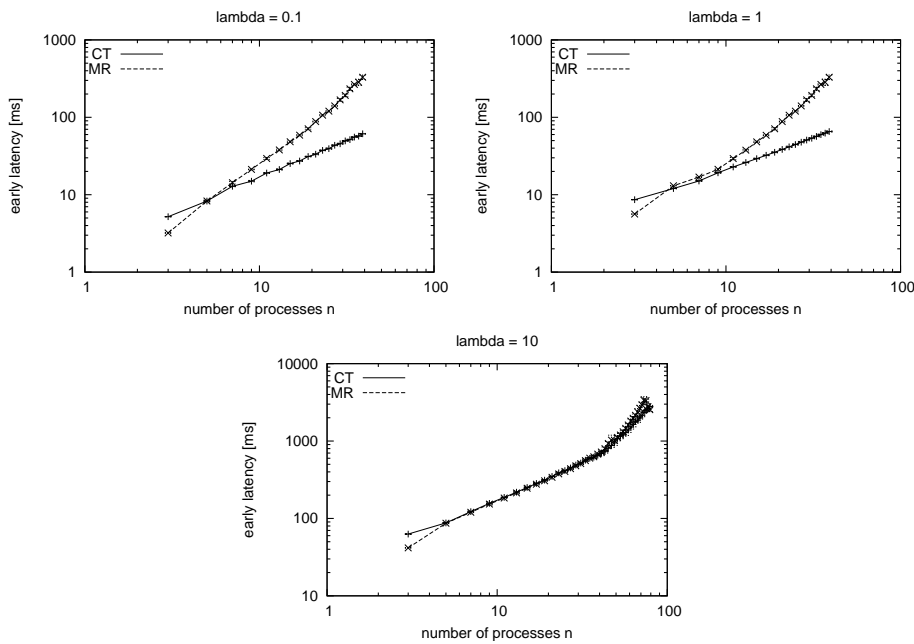 lambda = 0.1
1000
100
10
1
1
10
100
early latency [ms]
number of processes n
CT
MR
lambda = 1
1000
100
10
1
1
10
100
early latency [ms]
number of processes n
CT
MR
lambda = 10
10000
1000
100
10
1
10
100
early latency [ms]
number of processes n
CT
MR